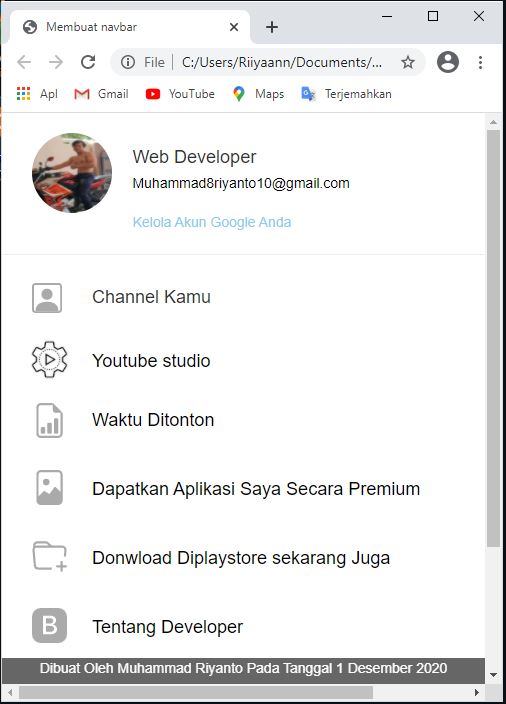 Membuat navbar
File
C:/Users/Riiyaann/Documents/...
Apl
Gmail
YouTube
Maps
Terjemahkan
Web Developer
Muhammad8riyanto10@gmail.com
Kelola Akun Google Anda
Channel Kamu
Youtube studio
Waktu Ditonton
Dapatkan Aplikasi Saya Secara Premium
Donwload Diplaystore sekarang Juga
B
Tentang Developer
Dibuat Oleh Muhammad Riyanto Pada Tanggal 1 Desember 2020